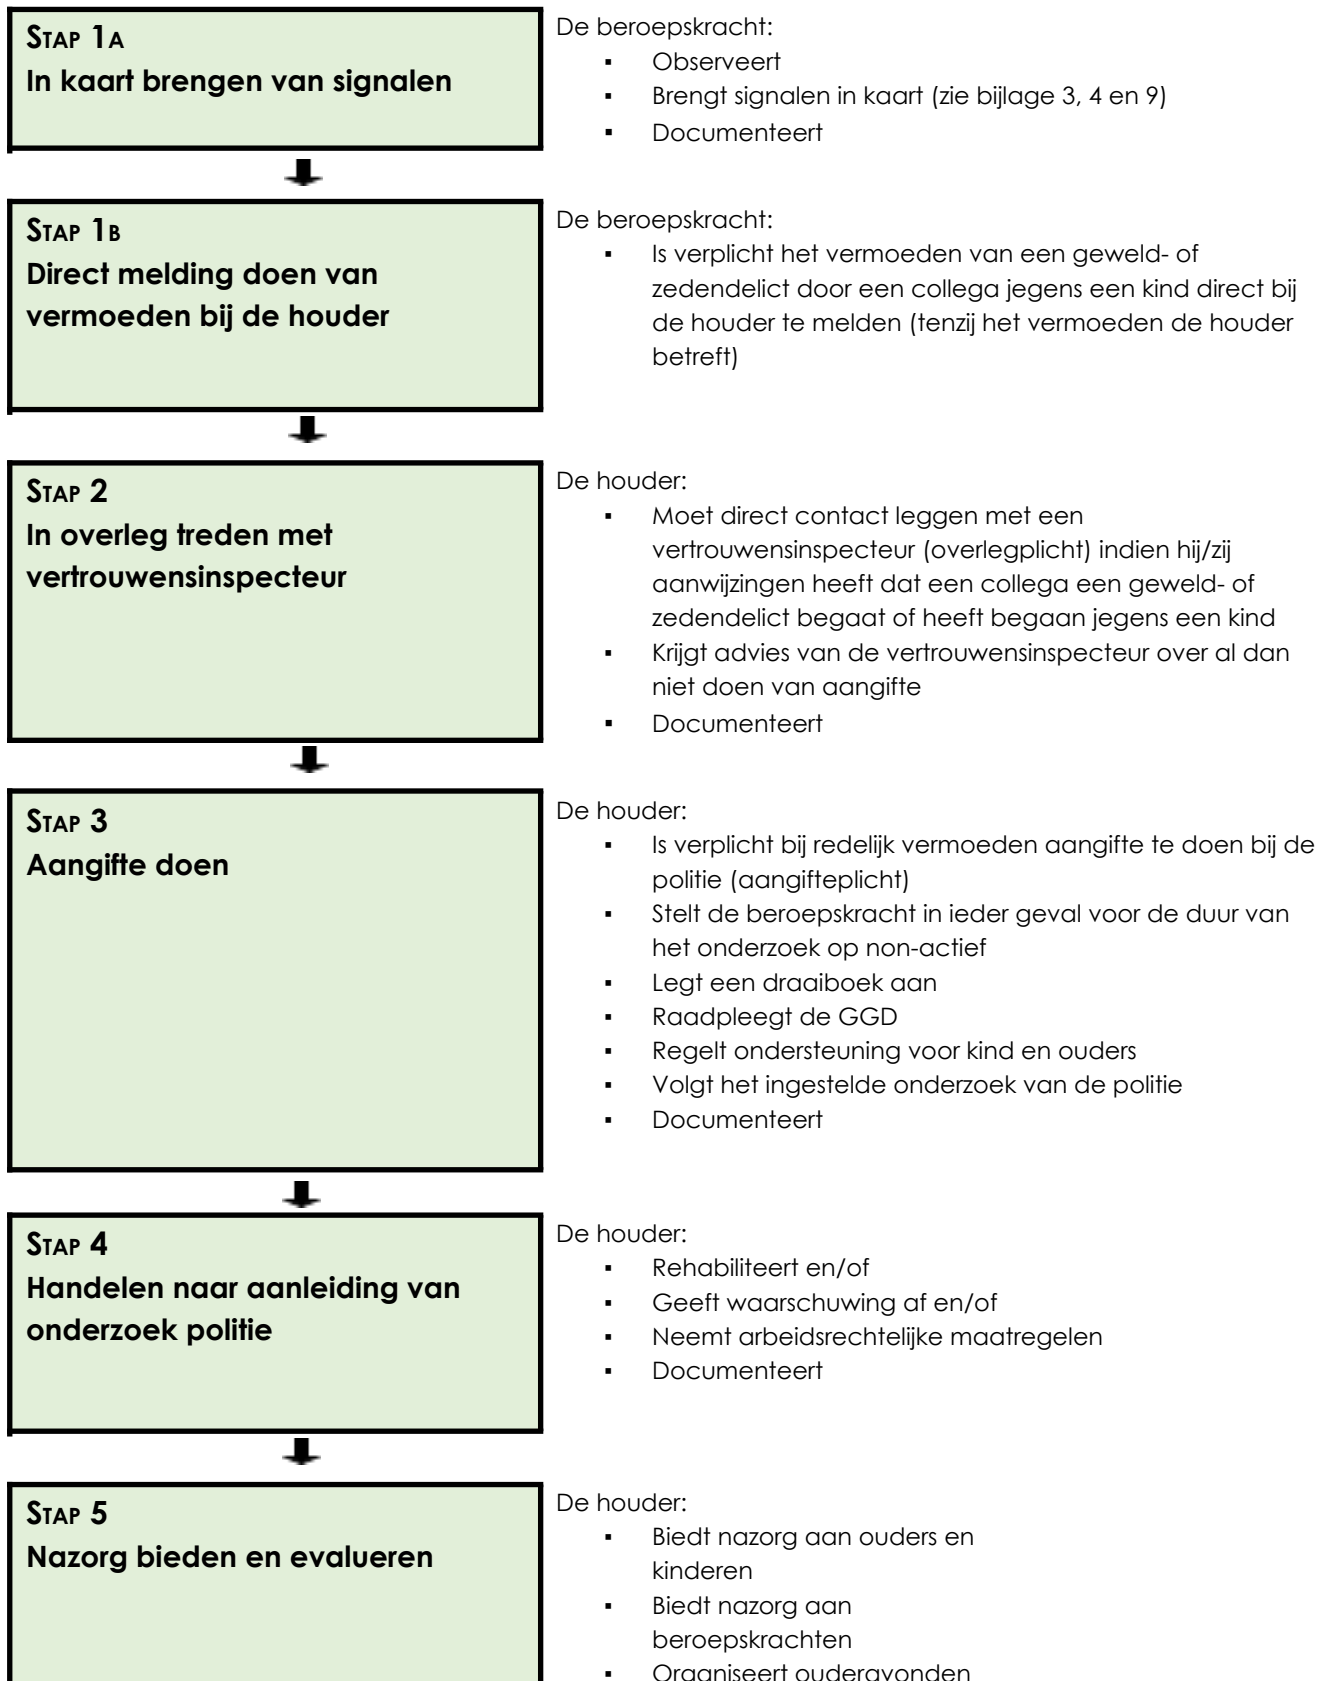 STAP 1A
In kaart brengen van signalen
De beroepskracht:
▪ Observeert
▪ Brengt signalen in kaart (zie bijlage 3, 4 en 9)
▪ Documenteert
STAP 1B
Direct melding doen van
vermoeden bij de houder
De beroepskracht:
▪ Is verplicht het vermoeden van een geweld- of
zedendelict door een collega jegens een kind direct bij
de houder te melden (tenzij het vermoeden de houder
betreft)
STAP 2
In overleg treden met
vertrouwensinspecteur
De houder:
▪ Moet direct contact leggen met een
vertrouwensinspecteur (overlegplicht) indien hij/zij
aanwijzingen heeft dat een collega een geweld- of
zedendelict begaat of heeft begaan jegens een kind
▪ Krijgt advies van de vertrouwensinspecteur over al dan
niet doen van aangifte
▪ Documenteert
STAP 3
Aangifte doen
De houder:
▪ Is verplicht bij redelijk vermoeden aangifte te doen bij de
politie (aangifteplicht)
▪ Stelt de beroepskracht in ieder geval voor de duur van
het onderzoek op non-actief
▪ Legt een draaiboek aan
▪ Raadpleegt de GGD
▪ Regelt ondersteuning voor kind en ouders
▪ Volgt het ingestelde onderzoek van de politie
▪ Documenteert
STAP 4
Handelen naar aanleiding van
onderzoek politie
De houder:
▪ Rehabiliteert en/of
▪ Geeft waarschuwing af en/of
▪ Neemt arbeidsrechtelijke maatregelen
▪ Documenteert
STAP 5
Nazorg bieden en evalueren
De houder:
▪ Biedt nazorg aan ouders en
kinderen
▪ Biedt nazorg aan
beroepskrachten
▪ Organiseert ouderavonden